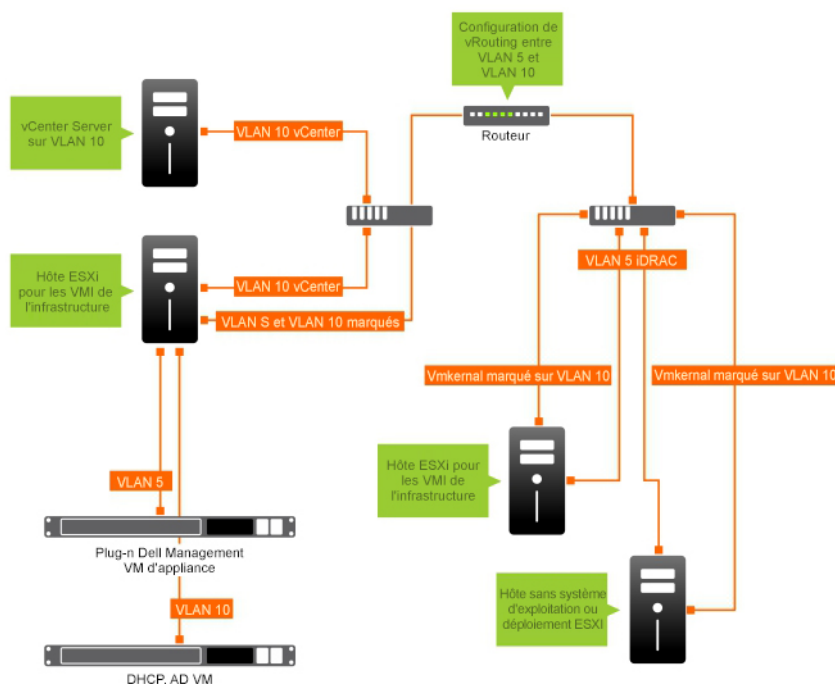 Configuration de
vRouting entre
VLAN 5 et
VLAN 10
Routeur
vCenter Server
sur VLAN 10
VLAN 10 vCenter
Hôte ESXi
pour les VMI de
l'infrastructure
VLAN 10 vCenter
VLAN S et VLAN 10 marqués
VLAN 5 iDRAC
Vmkernal marqué sur VLAN 10
Vmkernal marqué sur VLAN 10
Hôte ESXi pour
les VMI de
l'infrastructure
VLAN 5
Plug-n Dell Management
VM d'appliance
VLAN 10
DHCP, AD VM
Hôte sans système
d'exploitation ou
déploiement ESXI